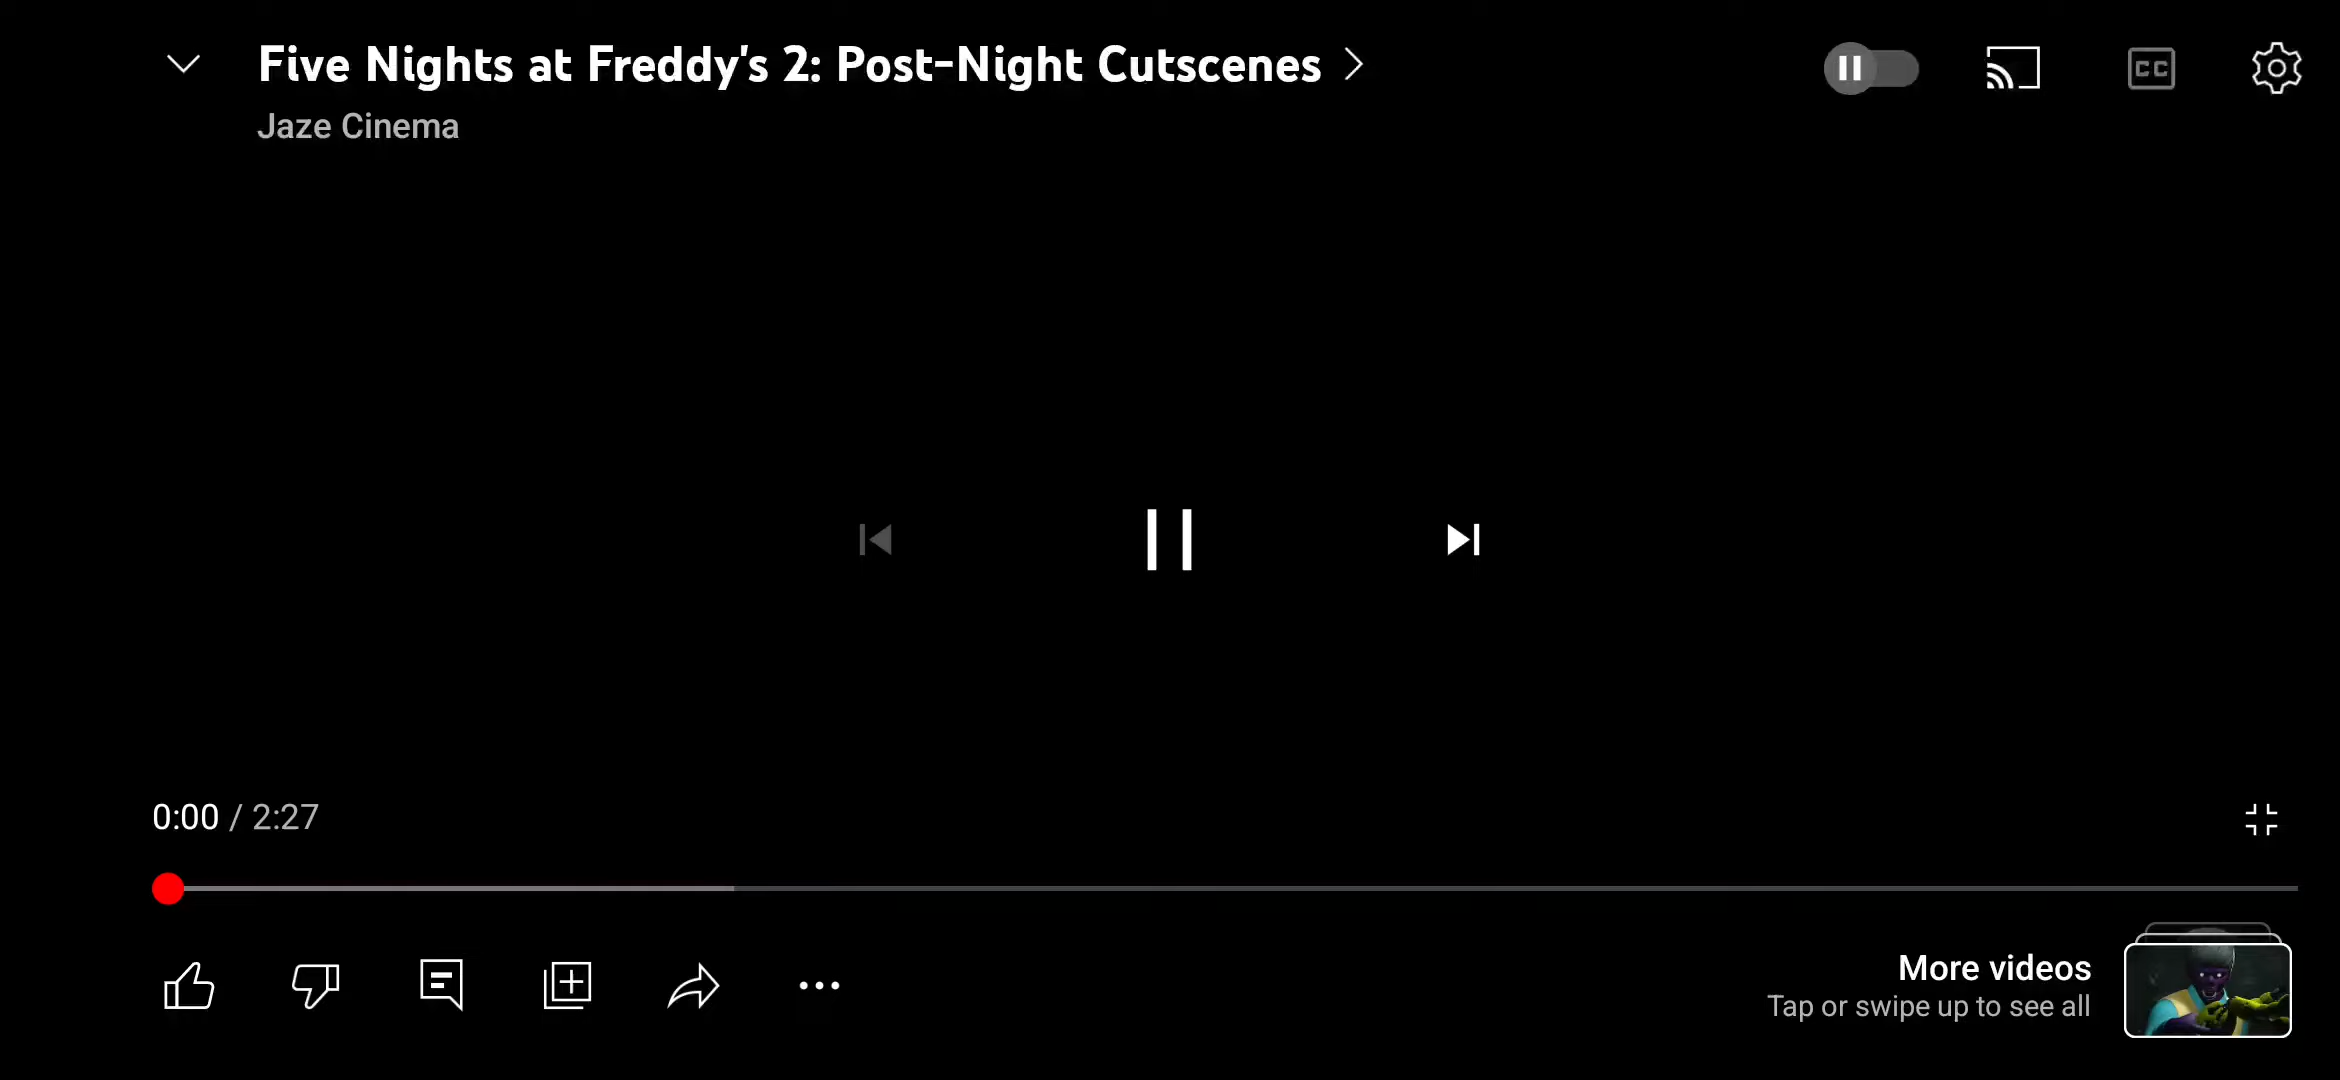 Five Nights at Freddy's 2: Post-Night Cutscenes
Jaze Cinema
CC
0:00 / 2:27
More videos
Tap or swipe up to see all